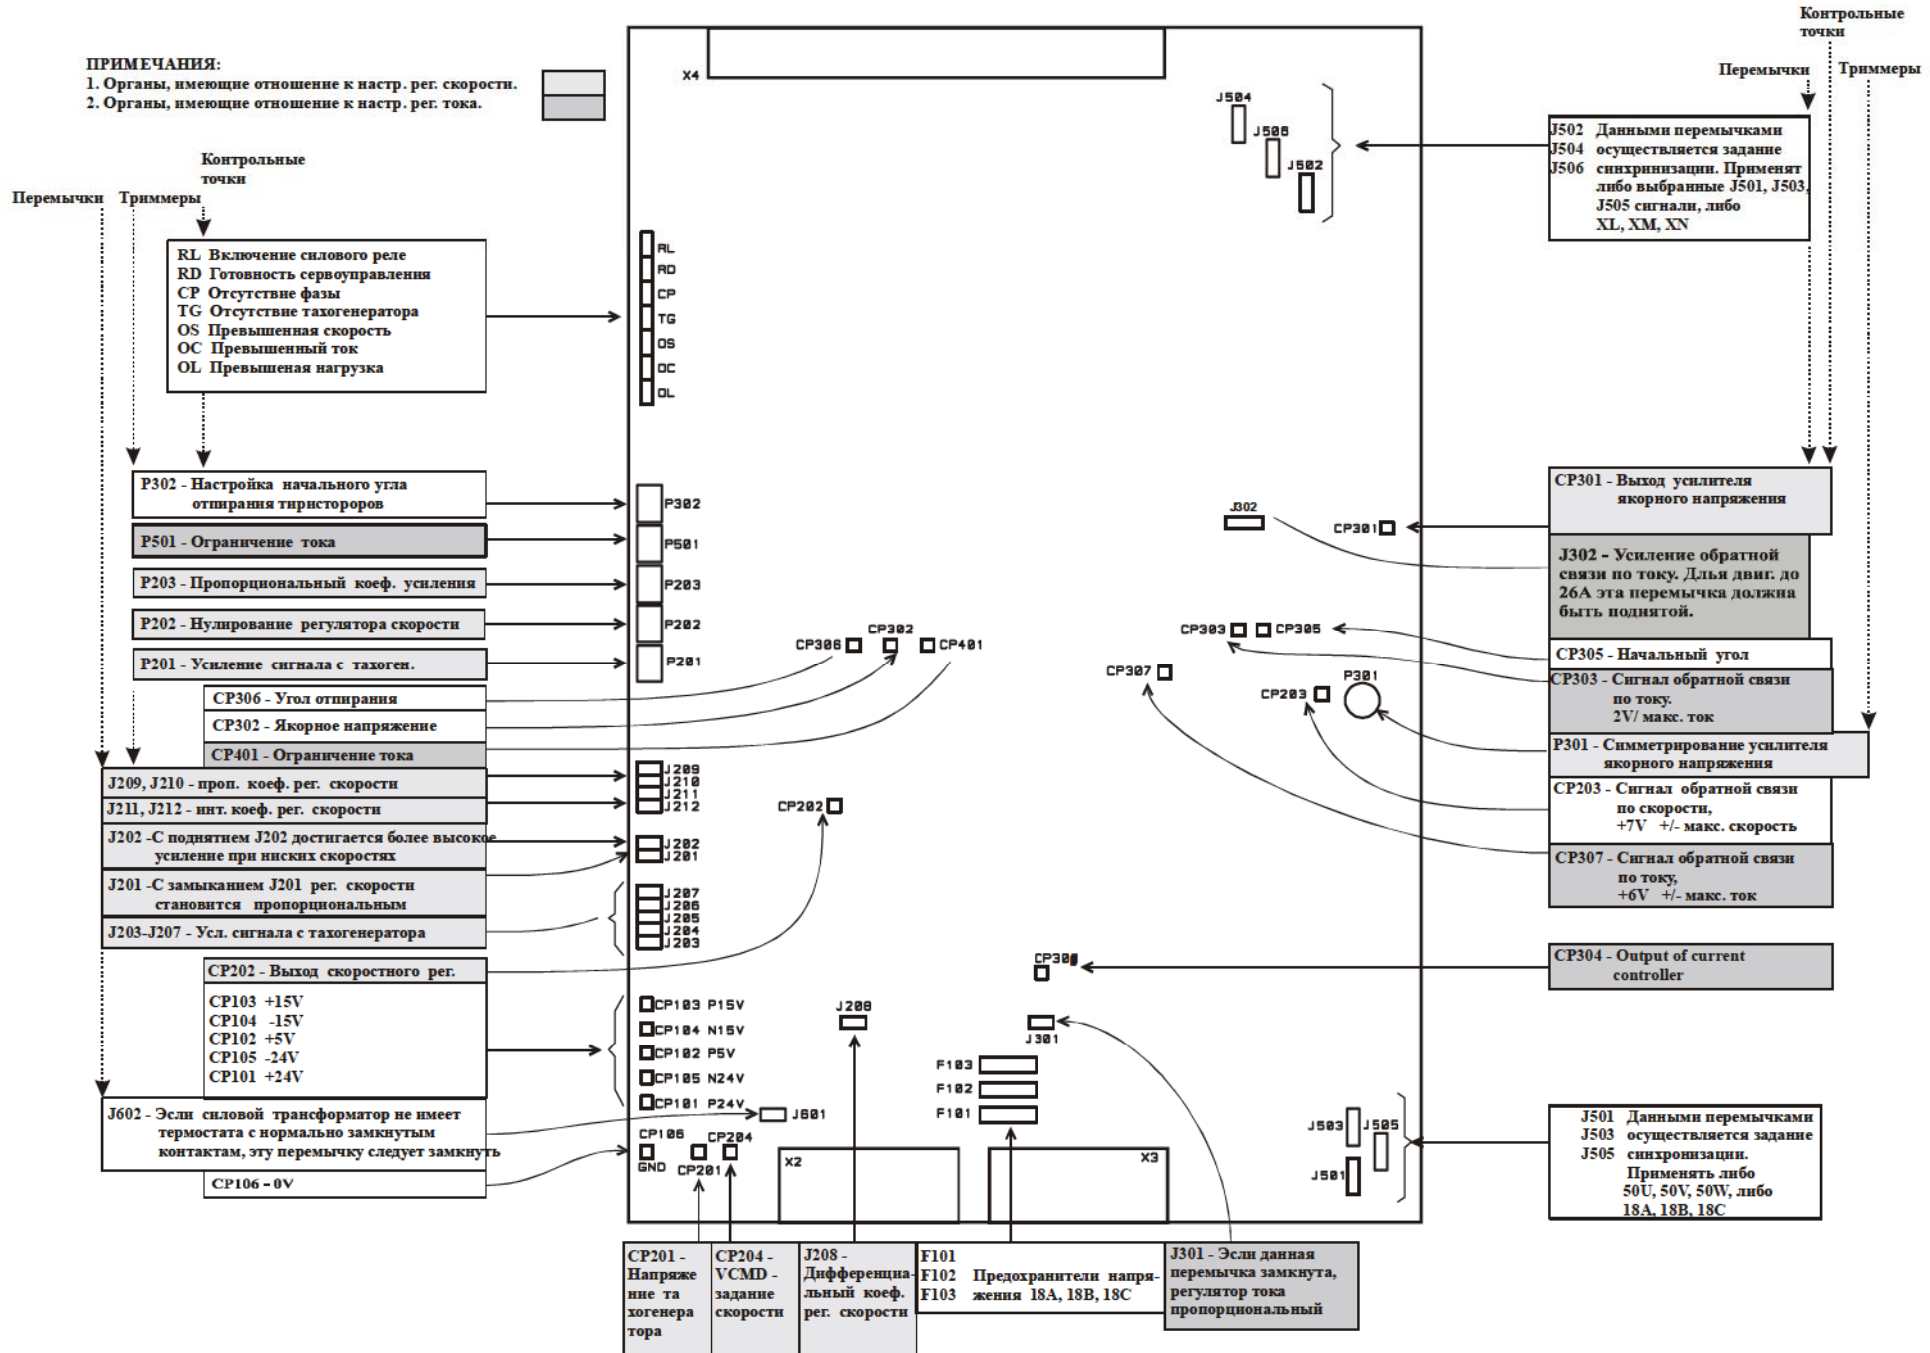 ПРИМЕЧАНИЯ:
1. Органы, имеющие отношение к настр. рег. скорости.
2. Органы, имеющие отношение к настр. рег. тока.
Контрольные
точки
Перемычки
Триммеры
RL Включение силового реле
RD Готовность сервоуправления
CP Отсутствие фазы
TG Отсутствие тахогенератора
OS Превышенная скорость
OC Превышенный ток
OL Превышеная нагрузка
P302 - Настройка начального угла
отпирания тиристороров
P501 - Ограничение тока
P203 - Пропорциональный коеф. усиления
P202 - Нулирование регулятора скорости
P201 - Усиление сигнала с тахоген.
CP306 - Угол отпирания
CP302 - Якорное напряжение
CP401 - Ограничение тока
J209, J210 - проп. коеф. рег. скорости
J211, J212 - инт. коеф. рег. скорости
J202 -С поднятием J202 достигается более высокое
усиление при ниских скоростях
J201 -С замыканием J201 рег. скорости
становится пропорциональным
J203-J207 - Усл. сигнала с тахогенератора
CP202 - Выход скоростного рег.
CP103 +15V
CP104 -15V
CP102 +5V
CP105 -24V
CP101 +24V
J602 - Эсли силовой трансформатор не имеет
термостата с нормально замкнутым
контактам, эту перемычку следует замкнуть
CP106 - 0V
X4
J504
J506
J502
RL
RD
CP
TG
OS
OC
OL
P302
P501
P203
P202
P201
J302
CP301
CP306
CP302
CP401
CP303
CP305
CP307
P301
CP203
J209
J210
J211
J212
CP202
J202
J201
J207
J206
J205
J204
J203
CP103 P15V
CP104 N15V
CP102 P5V
CP105 N24V
CP101 P24V
J208
J601
CP30
J301
F103
F102
F101
CP106
GND
CP201
CP204
X2
X3
J503
J505
J501
CP201 -
Напряже
ние та
хогенера
тора
CP204 -
VCMD -
задание
скорости
J208 -
Дифференциа-
льный коеф.
рег. скорости
F101
F102 Предохранители напря-
F103 жения 18A, 18B, 18C
J301 - Эсли данная
перемычка замкнута,
регулятор тока
пропорциональный
Контрольные
точки
Перемычки
Триммеры
J502 Данными перемычками
J504 осуществляется задание
J506 синхринизации. Применят
либо выбранные J501, J503,
J505 сигнали, либо
XL, XM, XN
CP301 - Выход усилителя
якорного напряжения
J302 - Усиление обратной
связи по току. Длья двиг. до
26А эта перемычка должна
быть поднятой.
CP305 - Начальный угол
CP303 - Сигнал обратной связи
по току.
2V/ макс. ток
P301 - Симметрирование усилителя
якорного напряжения
CP203 - Сигнал обратной связи
по скорости,
+7V +/- макс. скорость
CP307 - Сигнал обратной связи
по току,
+6V +/- макс. ток
CP304 - Output of current
controller
J501 Данными перемычками
J503 осуществляется задание
J505 синхронизации.
Применять либо
50U, 50V, 50W, либо
18A, 18B, 18C